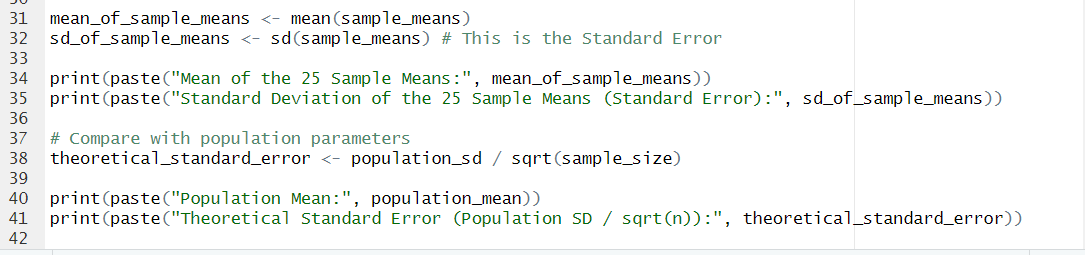 31 mean_of_sample_means <- mean(sample_means)
32 sd_of_sample_means <- sd(sample_means) # This is the Standard Error
33
34 print(paste("Mean of the 25 Sample Means:", mean_of_sample_means))
35 print(paste("Standard Deviation of the 25 Sample Means (Standard Error):", sd_of_sample_means))
36
37 # Compare with population parameters
38 theoretical_standard_error <- population_sd / sqrt(sample_size)
39
40 print(paste("Population Mean:", population_mean))
41 print(paste("Theoretical Standard Error (Population SD / sqrt(n)):", theoretical_standard_error))
42